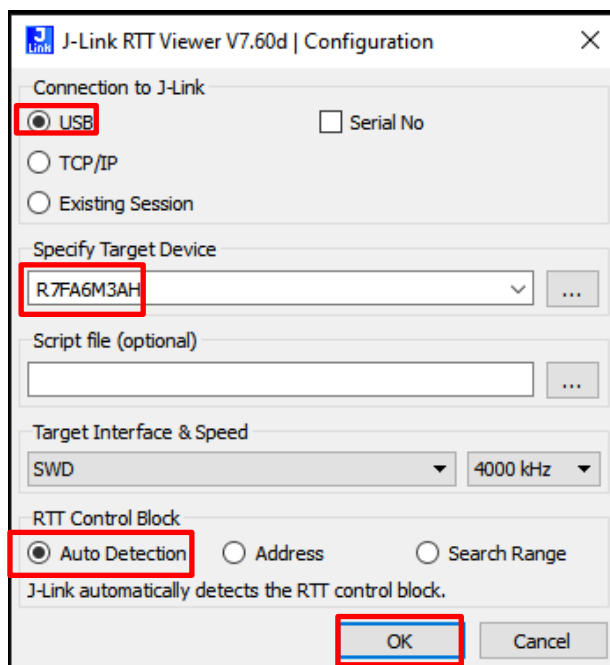 J-Link RTT Viewer V7.60d | Configuration
Connection to J-Link
USB
Serial No
TCP/IP
Existing Session
Specify Target Device
R7FA6M3AH
...
Script file (optional)
...
Target Interface & Speed
SWD
4000 kHz
RTT Control Block
Auto Detection
Address
Search Range
J-Link automatically detects the RTT control block.
OK
Cancel